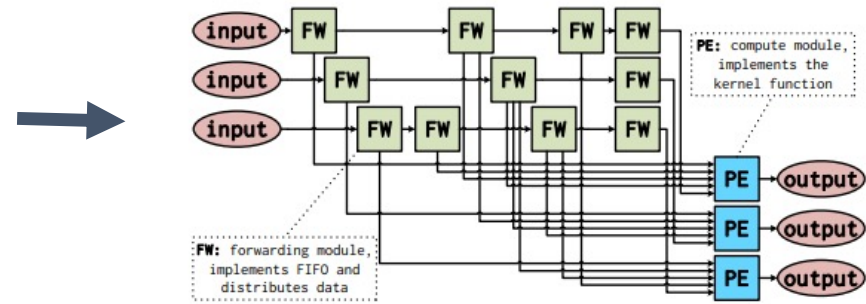 input FW FW FW FW
input FW FW FW
input FW FW FW FW
PE: compute module,
implements the
kernel function
PE output
PE output
PE output
FW: forwarding module,
implements FIFO and
distributes data